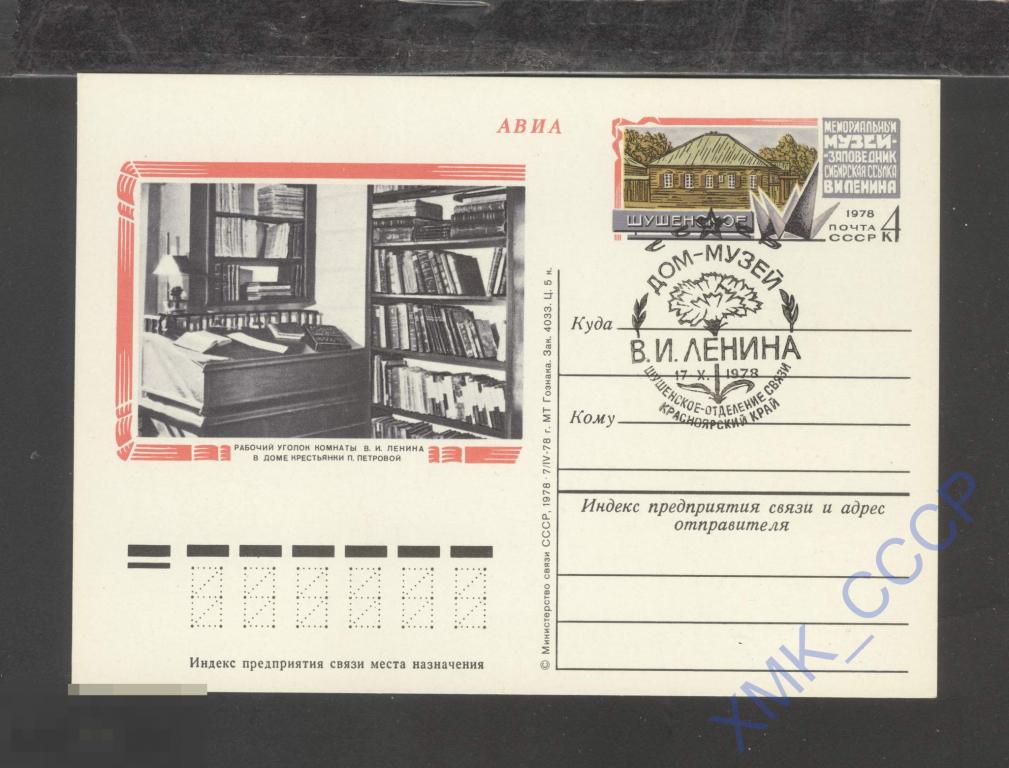 АВИА
МЕМОРИАЛЬНЫЙ
МУЗЕЙ-
-ЗАПОВЕДНИК
СИБИРСКАЯ ССЫЛКА
В.И.ЛЕНИНА
ШУШЕНСКОЕ
1978
ПОЧТА
СССР
4
К
ДОМ-МУЗЕЙ
В. И. ЛЕНИНА
17-X. 1978
ШУШЕНСКОЕ-ОТДЕЛЕНИЕ СВЯЗИ
КРАСНОЯРСКИЙ КРАЙ
РАБОЧИЙ УГОЛОК КОМНАТЫ В. И. ЛЕНИНА
В ДОМЕ КРЕСТЬЯНКИ П. ПЕТРОВОЙ
Куда
Кому
Индекс предприятия связи и адрес
отправителя
© Министерство связи СССР, 1978 · 7/IV-78 г. МТ Гознака. Зак. 4033. Ц. 5 к.
Индекс предприятия связи места назначения
ХМК_СССР